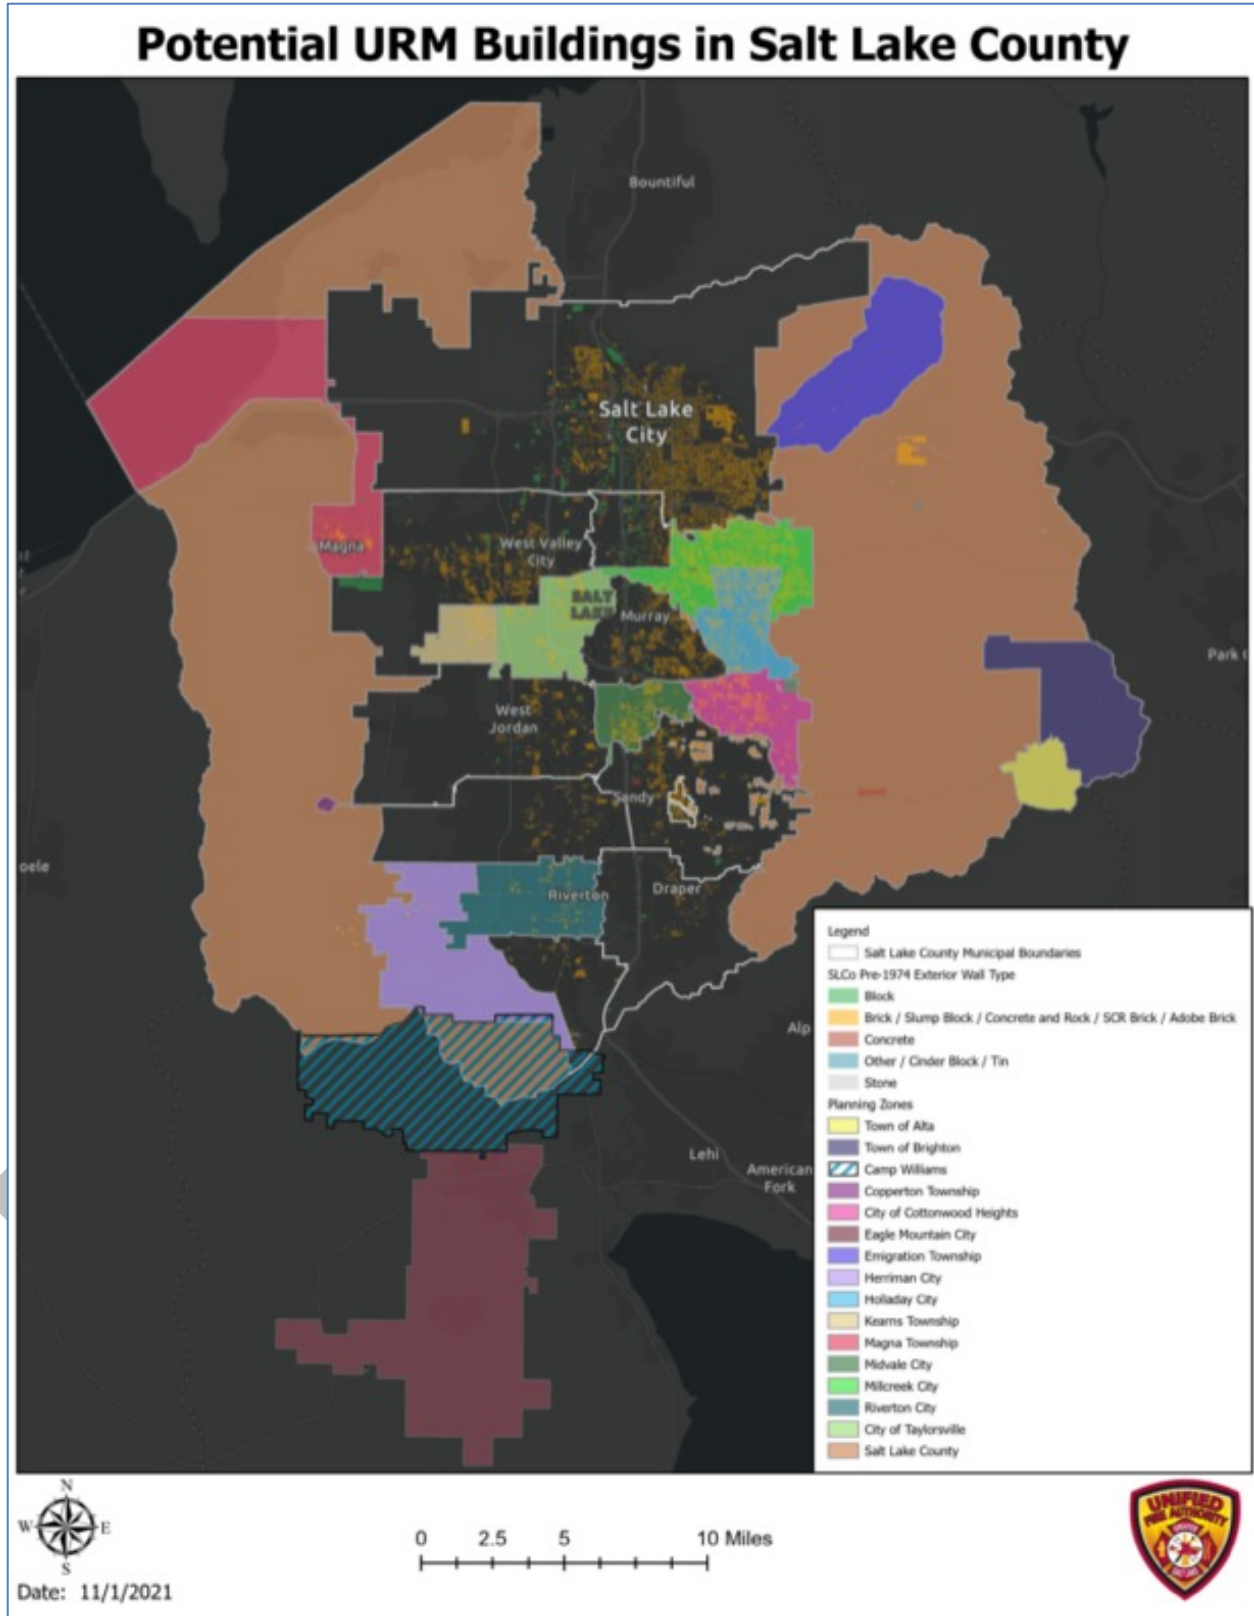 Potential URM Buildings in Salt Lake County
Bountiful
Salt Lake
City
Magna
West Valley
City
SALT
LAKE
Murray
Park C
West
Jordan
Sandy
oele
Riverton
Draper
Alp
Lehi
American
Fork
Legend
Salt Lake County Municipal Boundaries
SLCo Pre-1974 Exterior Wall Type
Block
Brick / Slump Block / Concrete and Rock / SCR Brick / Adobe Brick
Concrete
Other / Cinder Block / Tin
Stone
Planning Zones
Town of Alta
Town of Brighton
Camp Williams
Copperton Township
City of Cottonwood Heights
Eagle Mountain City
Emigration Township
Herriman City
Holladay City
Kearns Township
Magna Township
Midvale City
Millcreek City
Riverton City
City of Taylorsville
Salt Lake County
N
W E
S
Date: 11/1/2021
0 2.5 5 10 Miles
UNIFIED
FIRE AUTHORITY